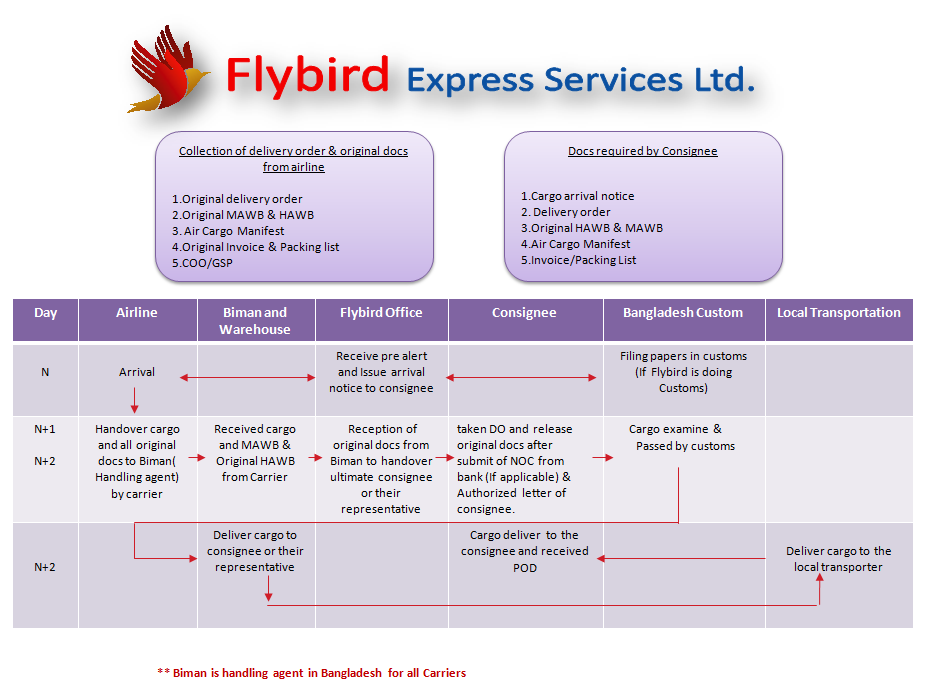 Flybird Express Services Ltd.
Collection of delivery order & original docs
from airline
1.Original delivery order
2.Original MAWB & HAWB
3. Air Cargo Manifest
4.Original Invoice & Packing list
5.COO/GSP
Docs required by Consignee
1.Cargo arrival notice
2. Delivery order
3.Original HAWB & MAWB
4.Air Cargo Manifest
5.Invoice/Packing List
Day
Airline
Biman and
Warehouse
Flybird Office
Consignee
Bangladesh Custom
Local Transportation
N
Arrival
Receive pre alert
and Issue arrival
notice to consignee
Filing papers in customs
(If Flybird is doing
Customs)
N+1
N+2
Handover cargo
and all original
docs to Biman(
Handling agent)
by carrier
Received cargo
and MAWB &
Original HAWB
from Carrier
Reception of
original docs from
Biman to handover
ultimate consignee
or their
representative
taken DO and release
original docs after
submit of NOC from
bank (If applicable) &
Authorized letter of
consignee.
Cargo examine &
Passed by customs
N+2
Deliver cargo to
consignee or their
representative
Cargo deliver to the
consignee and received
POD
Deliver cargo to the
local transporter
** Biman is handling agent in Bangladesh for all Carriers